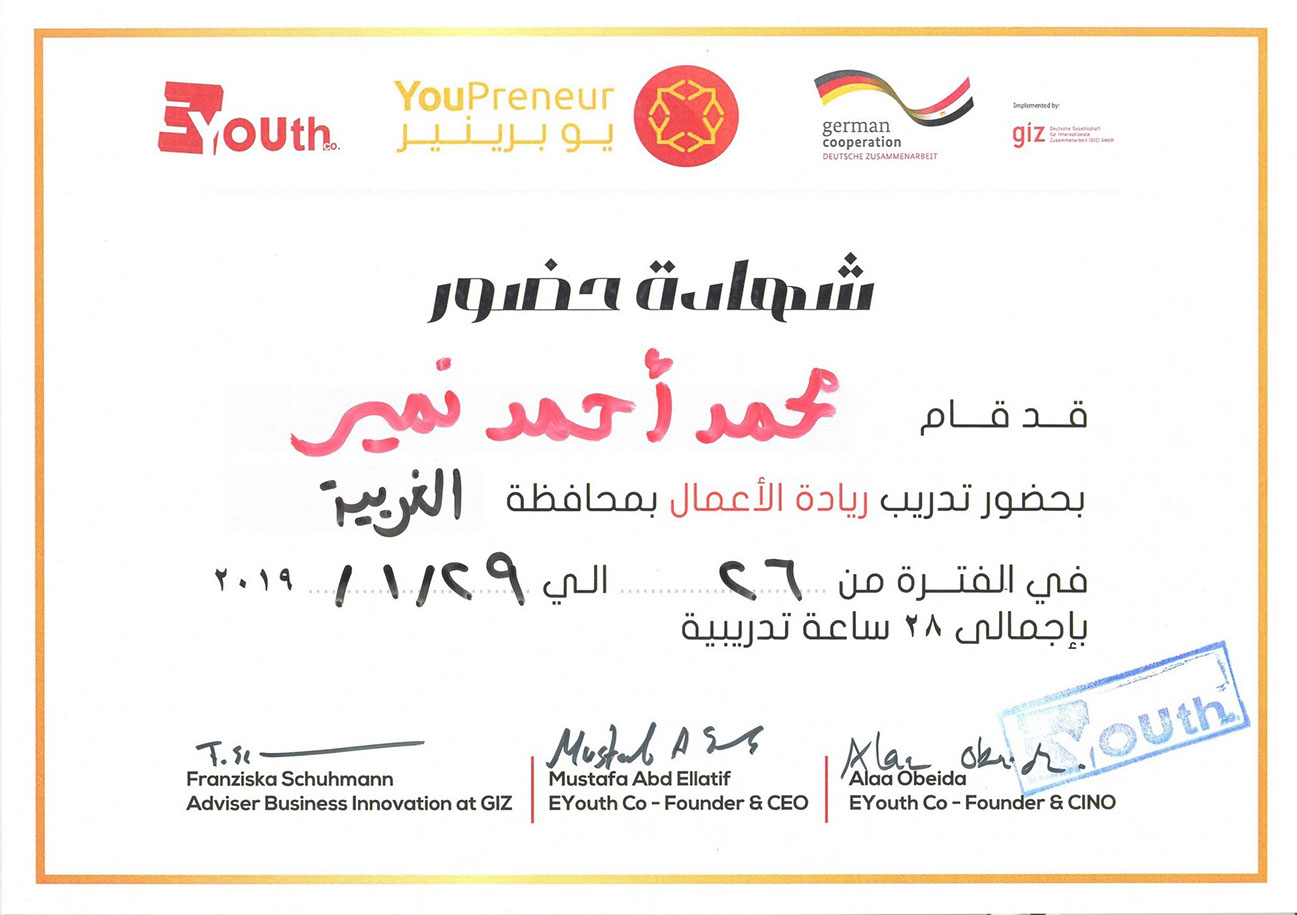 EYouth co.
YouPreneur
يو برينير
german
cooperation
DEUTSCHE ZUSAMMENARBEIT
Implemented by:
giz Deutsche Gesellschaft
für Internationale
Zusammenarbeit (GIZ) GmbH
شهادة حضور
قد قام محمد أحمد نمير
بحضور تدريب ريادة الأعمال بمحافظة الغربية
في الفترة من ٢٦ الي ٢٩/١/ ٢٠١٩
بإجمالى ٢٨ ساعة تدريبية
Franziska Schuhmann
Adviser Business Innovation at GIZ
Mustafa Abd Ellatif
EYouth Co - Founder & CEO
Alaa Obeida
Alaa Obeida
EYouth Co - Founder & CINO
EYouth co.